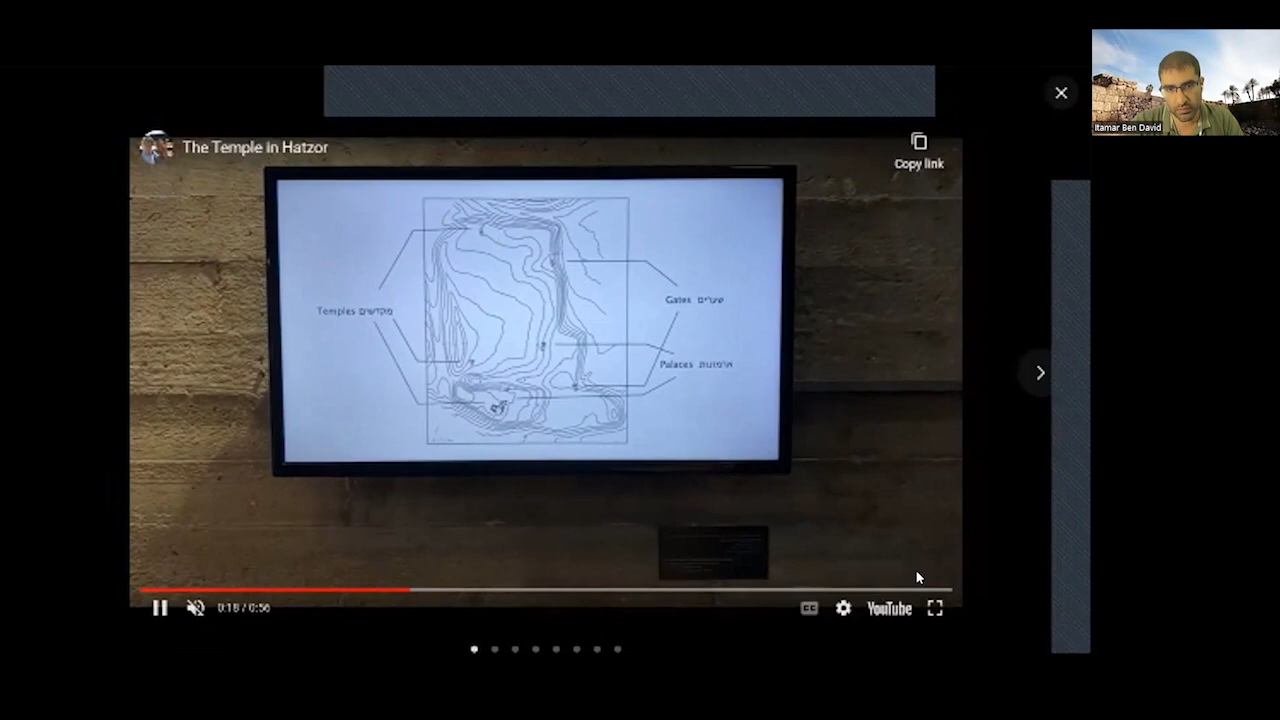 Itamar Ben David
The Temple in Hatzor
Copy link
Temples מקדשים
Gates שערים
Palaces ארמונות
0:18 / 0:56
CC
YouTube